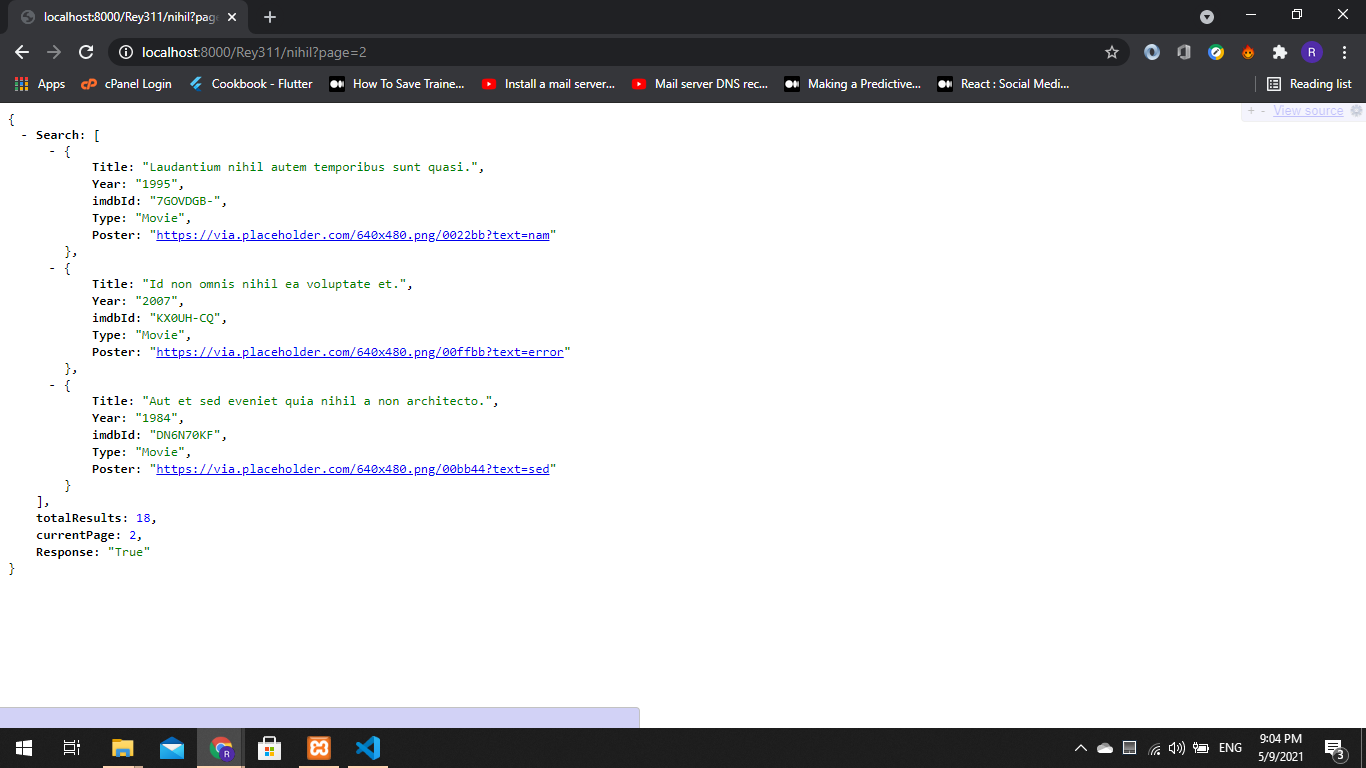 localhost:8000/Rey311/nihil?page
localhost:8000/Rey311/nihil?page=2
R
Apps
cP cPanel Login
Cookbook - Flutter
How To Save Traine...
Install a mail server...
Mail server DNS rec...
Making a Predictive...
React : Social Medi...
Reading list
+ - View source
{
- Search: [
- {
Title: "Laudantium nihil autem temporibus sunt quasi.",
Year: "1995",
imdbId: "7GOVDGB-",
Type: "Movie",
Poster: "https://via.placeholder.com/640x480.png/0022bb?text=nam"
},
- {
Title: "Id non omnis nihil ea voluptate et.",
Year: "2007",
imdbId: "KX0UH-CQ",
Type: "Movie",
Poster: "https://via.placeholder.com/640x480.png/00ffbb?text=error"
},
- {
Title: "Aut et sed eveniet quia nihil a non architecto.",
Year: "1984",
imdbId: "DN6N70KF",
Type: "Movie",
Poster: "https://via.placeholder.com/640x480.png/00bb44?text=sed"
}
],
totalResults: 18,
currentPage: 2,
Response: "True"
}
R
ENG
9:04 PM
5/9/2021
3